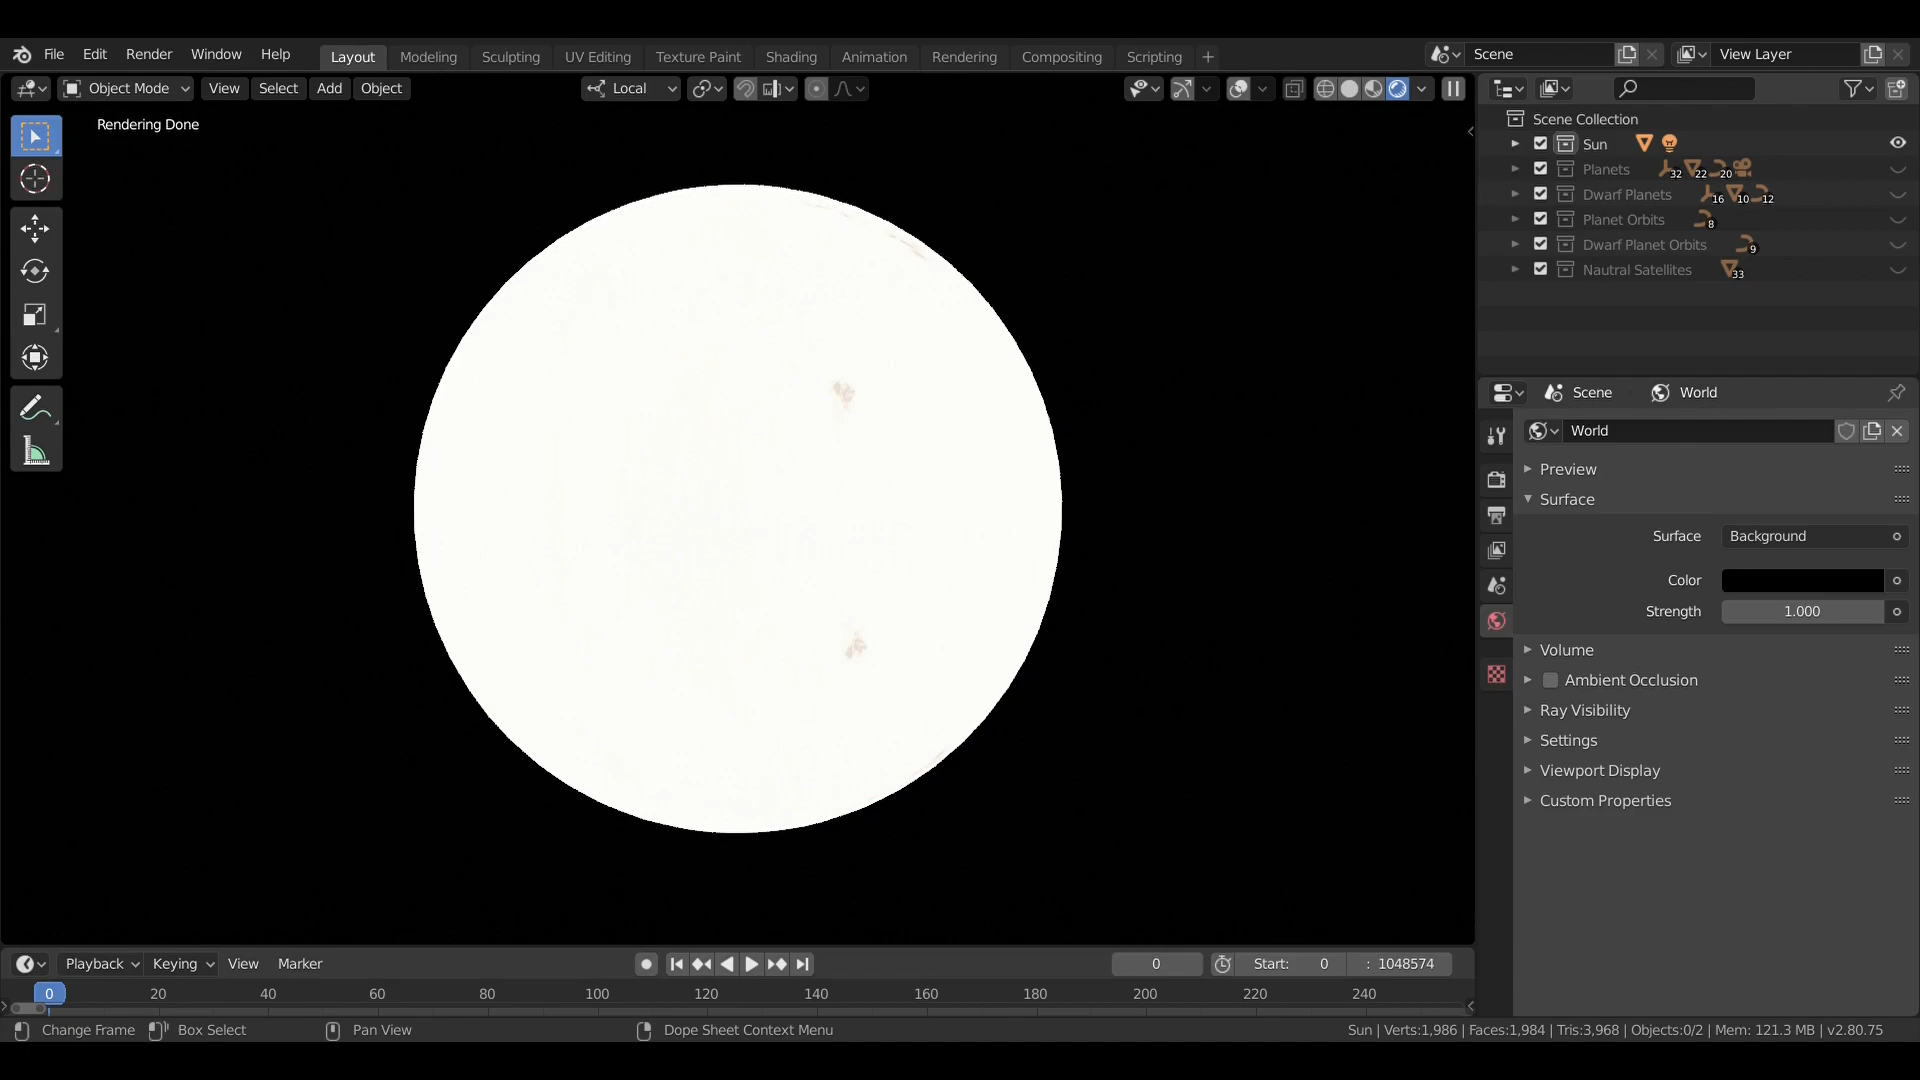 File Edit Render Window Help Layout Modeling Sculpting UV Editing Texture Paint Shading Animation Rendering Compositing Scripting + Scene View Layer
Object Mode View Select Add Object Local
Rendering Done
Scene Collection
Sun
Planets 32 22 20
Dwarf Planets 16 10 12
Planet Orbits 8
Dwarf Planet Orbits 9
Nautral Satellites 33
Scene World
World
Preview
Surface
Surface Background
Color
Strength 1.000
Volume
Ambient Occlusion
Ray Visibility
Settings
Viewport Display
Custom Properties
Playback Keying View Marker 0 Start: 0 : 1048574
0 20 40 60 80 100 120 140 160 180 200 220 240
Change Frame Box Select Pan View Dope Sheet Context Menu Sun | Verts:1,986 | Faces:1,984 | Tris:3,968 | Objects:0/2 | Mem: 121.3 MB | v2.80.75